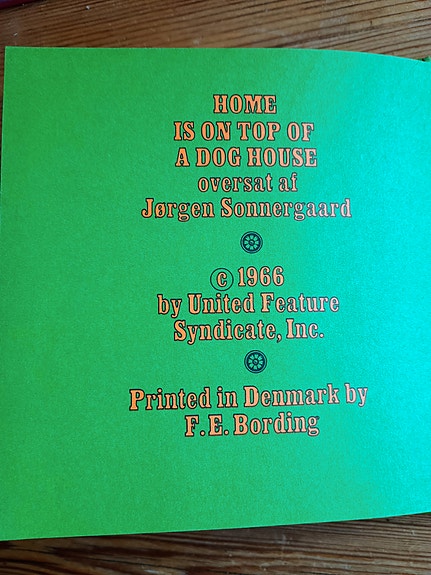 HOME
IS ON TOP OF
A DOG HOUSE
oversat af
Jørgen Sonnergaard
© 1966
by United Feature
Syndicate, Inc.
Printed in Denmark by
F. E. Bording